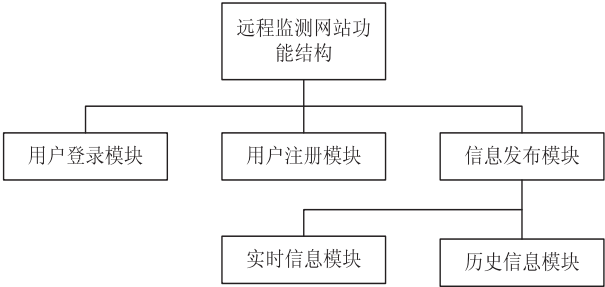 远程监测网站功
能结构
用户登录模块
用户注册模块
信息发布模块
实时信息模块
历史信息模块